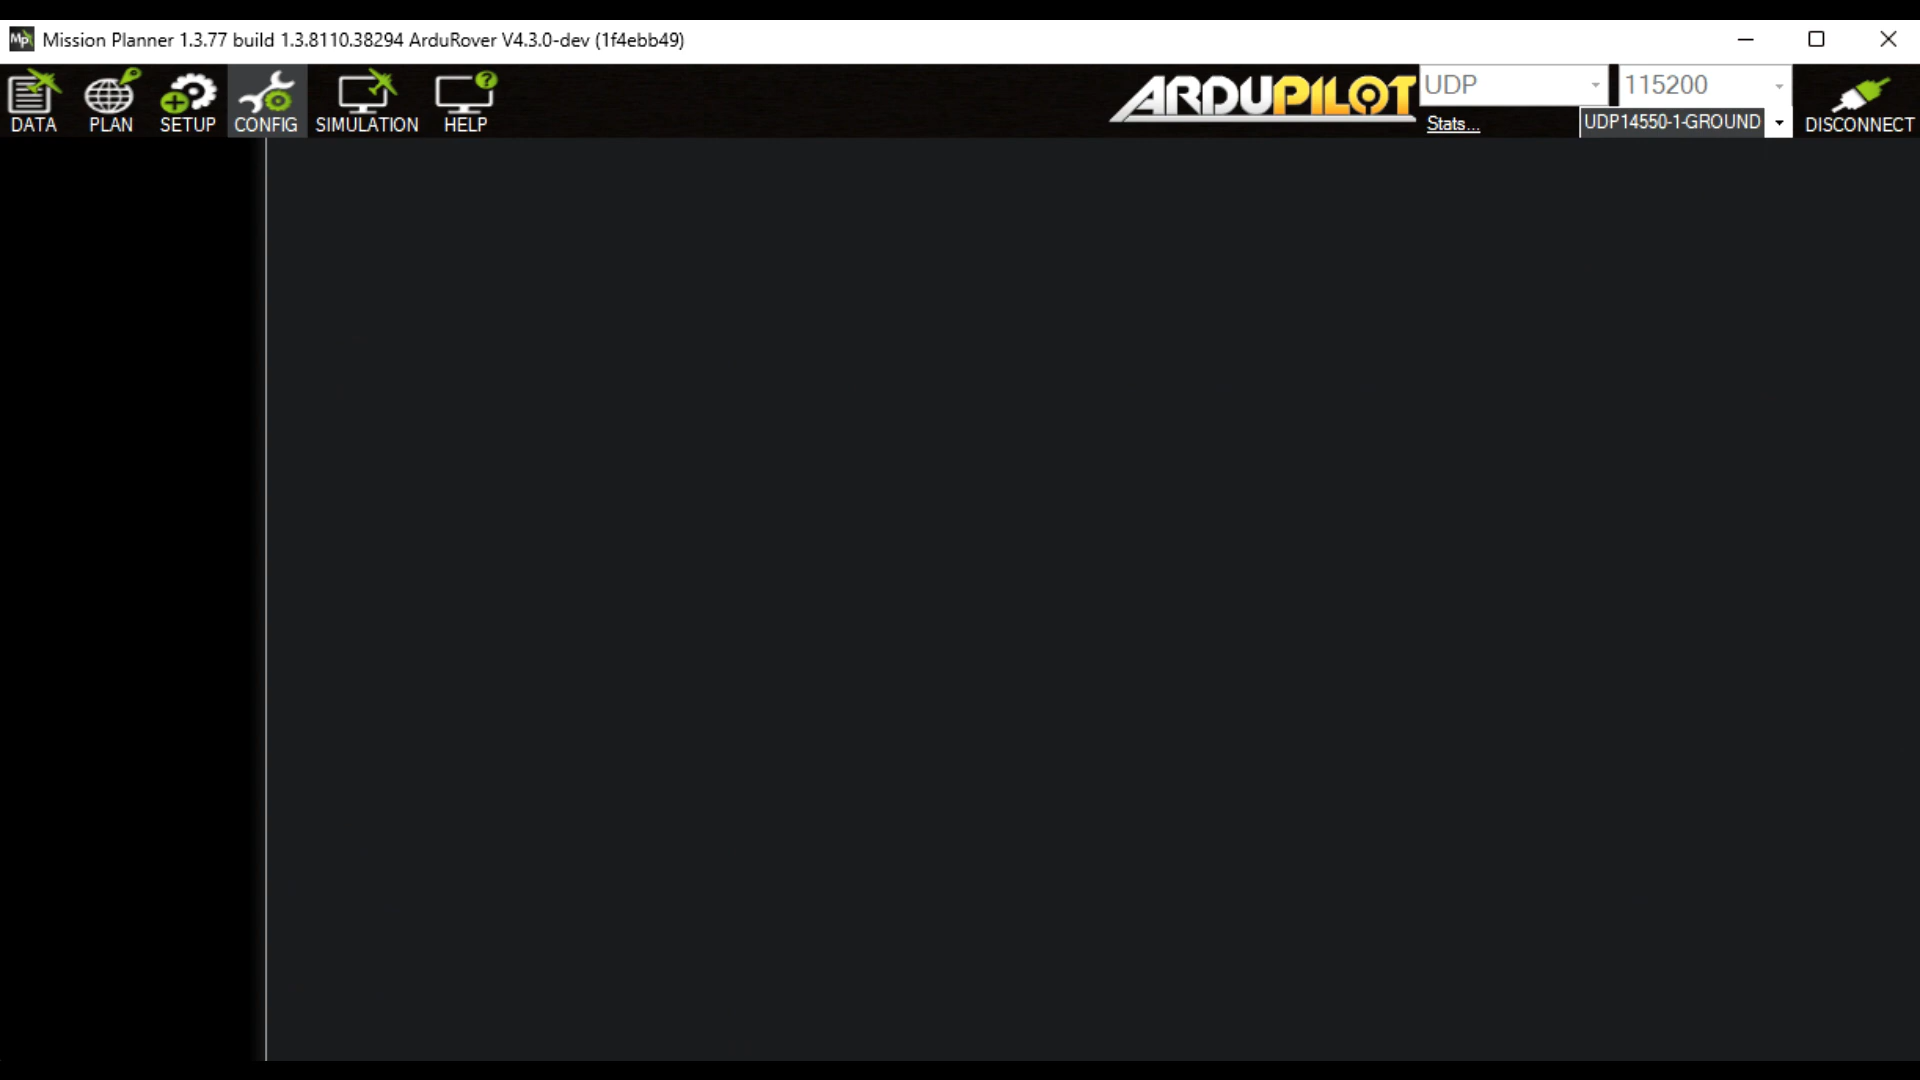 Mp Mission Planner 1.3.77 build 1.3.8110.38294 ArduRover V4.3.0-dev (1f4ebb49)
DATA PLAN SETUP CONFIG SIMULATION HELP
ARDUPILOT
UDP 115200
Stats... UDP14550-1-GROUND
DISCONNECT